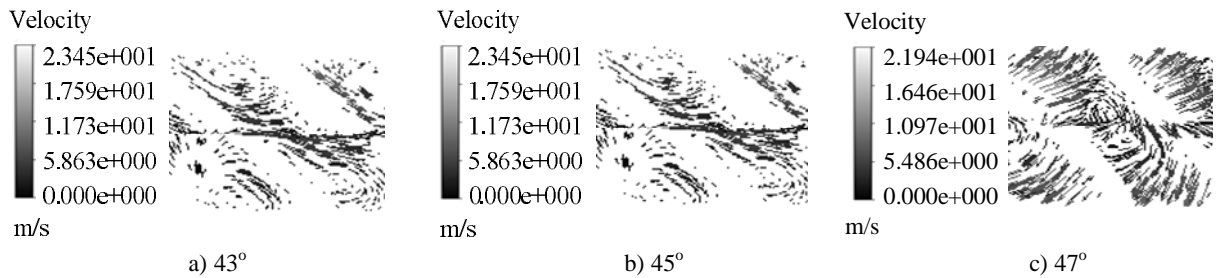 Velocity
2.345e+001
1.759e+001
1.173e+001
5.863e+000
0.000e+000
m/s
a) 43°
Velocity
2.345e+001
1.759e+001
1.173e+001
5.863e+000
0.000e+000
m/s
b) 45°
Velocity
2.194e+001
1.646e+001
1.097e+001
5.486e+000
0.000e+000
m/s
c) 47°